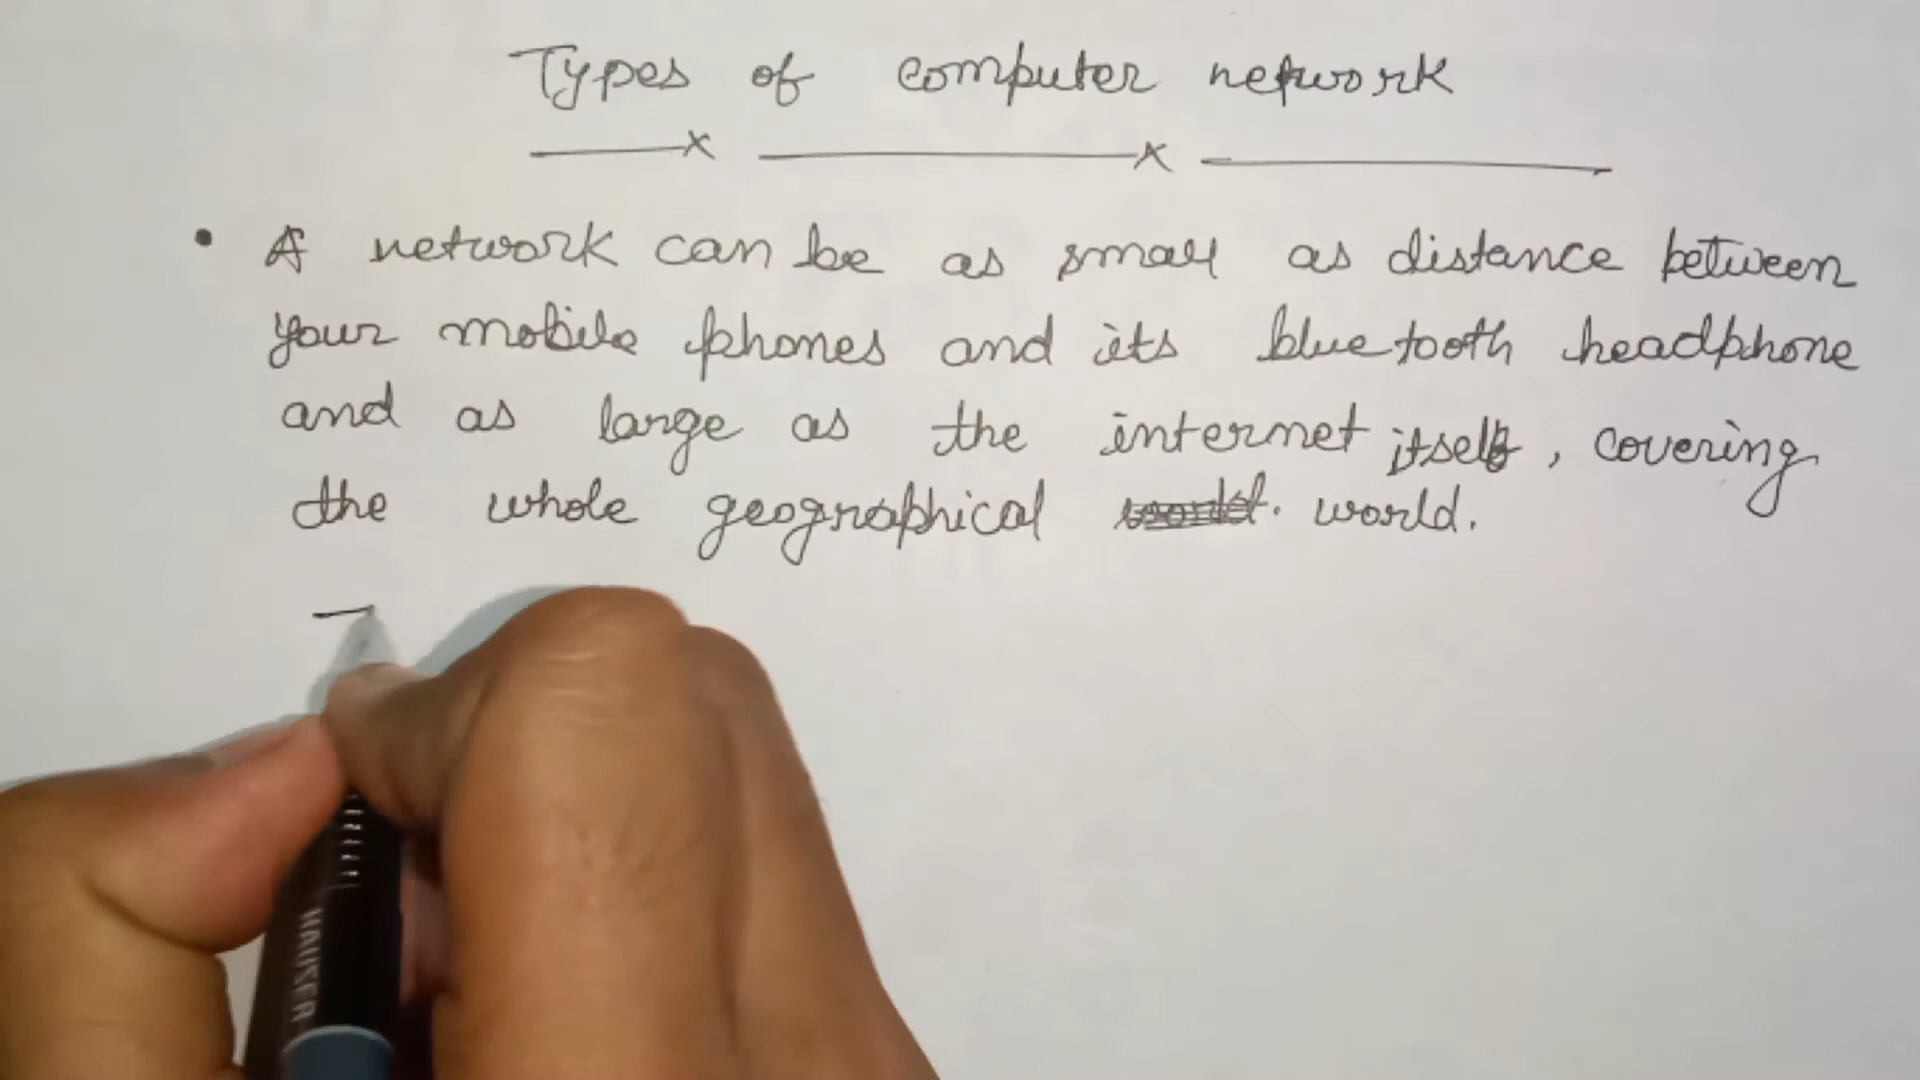 Types of computer network
• A network can be as small as distance between
your mobile phones and its bluetooth headphone
and as large as the internet itself, covering
the whole geographical world.
HAUSER